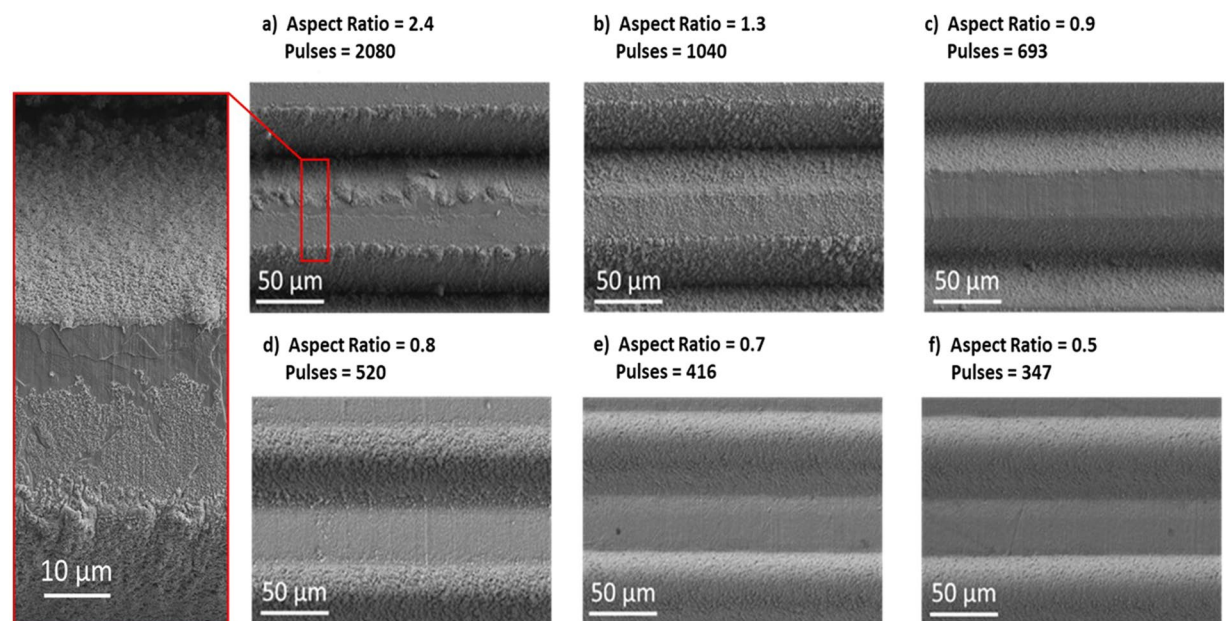 a) Aspect Ratio = 2.4
Pulses = 2080
b) Aspect Ratio = 1.3
Pulses = 1040
c) Aspect Ratio = 0.9
Pulses = 693
50 µm
50 µm
50 µm
d) Aspect Ratio = 0.8
Pulses = 520
e) Aspect Ratio = 0.7
Pulses = 416
f) Aspect Ratio = 0.5
Pulses = 347
10 µm
50 µm
50 µm
50 µm